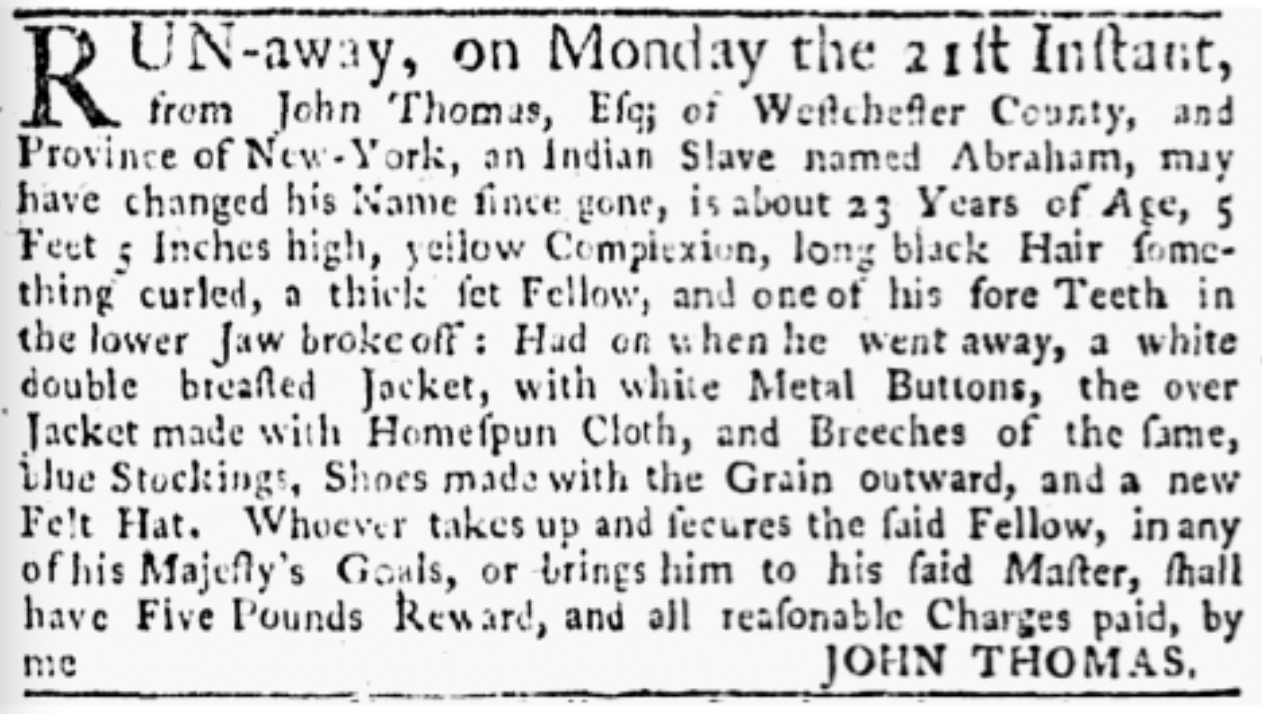 RUN-away, on Monday the 21ſt Inſtant,
from John Thomas, Eſq; of Weſtcheſter County, and
Province of New-York, an Indian Slave named Abraham, may
have changed his Name ſince gone, is about 23 Years of Age, 5
Feet 5 Inches high, yellow Complexion, long black Hair ſome-
thing curled, a thick ſet Fellow, and one of his fore Teeth in
the lower Jaw broke off: Had on when he went away, a white
double breaſted Jacket, with white Metal Buttons, the over
Jacket made with Homeſpun Cloth, and Breeches of the ſame,
blue Stockings, Shoes made with the Grain outward, and a new
Felt Hat. Whoever takes up and ſecures the ſaid Fellow, in any
of his Majeſty's Goals, or brings him to his ſaid Maſter, ſhall
have Five Pounds Reward, and all reaſonable Charges paid, by
me JOHN THOMAS.